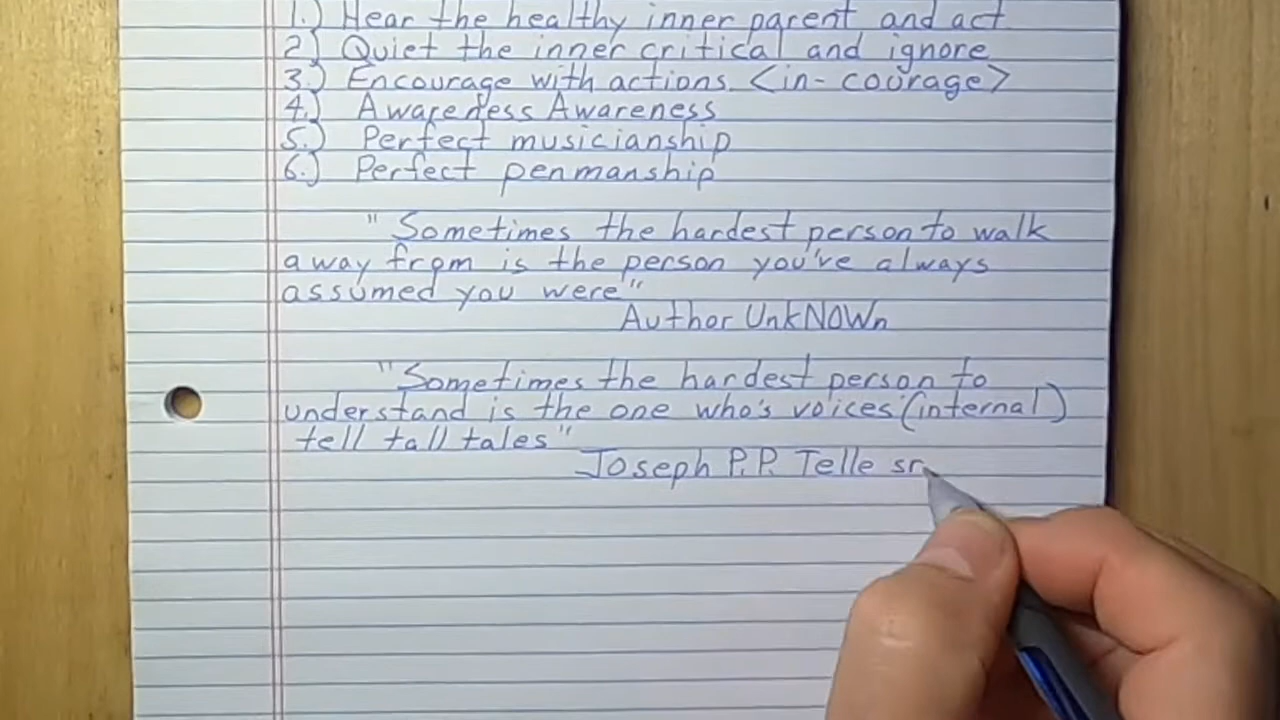 1.) Hear the healthy inner parent and act
2.) Quiet the inner critical and ignore
3.) Encourage with actions. <in-courage>
4.) Awareness Awareness
5.) Perfect musicianship
6.) Perfect penmanship
"Sometimes the hardest person to walk
away from is the person you've always
assumed you were"
Author UnkNOWn
"Sometimes the hardest person to
understand is the one who's voices (internal)
tell tall tales"
Joseph P.P. Telle sr